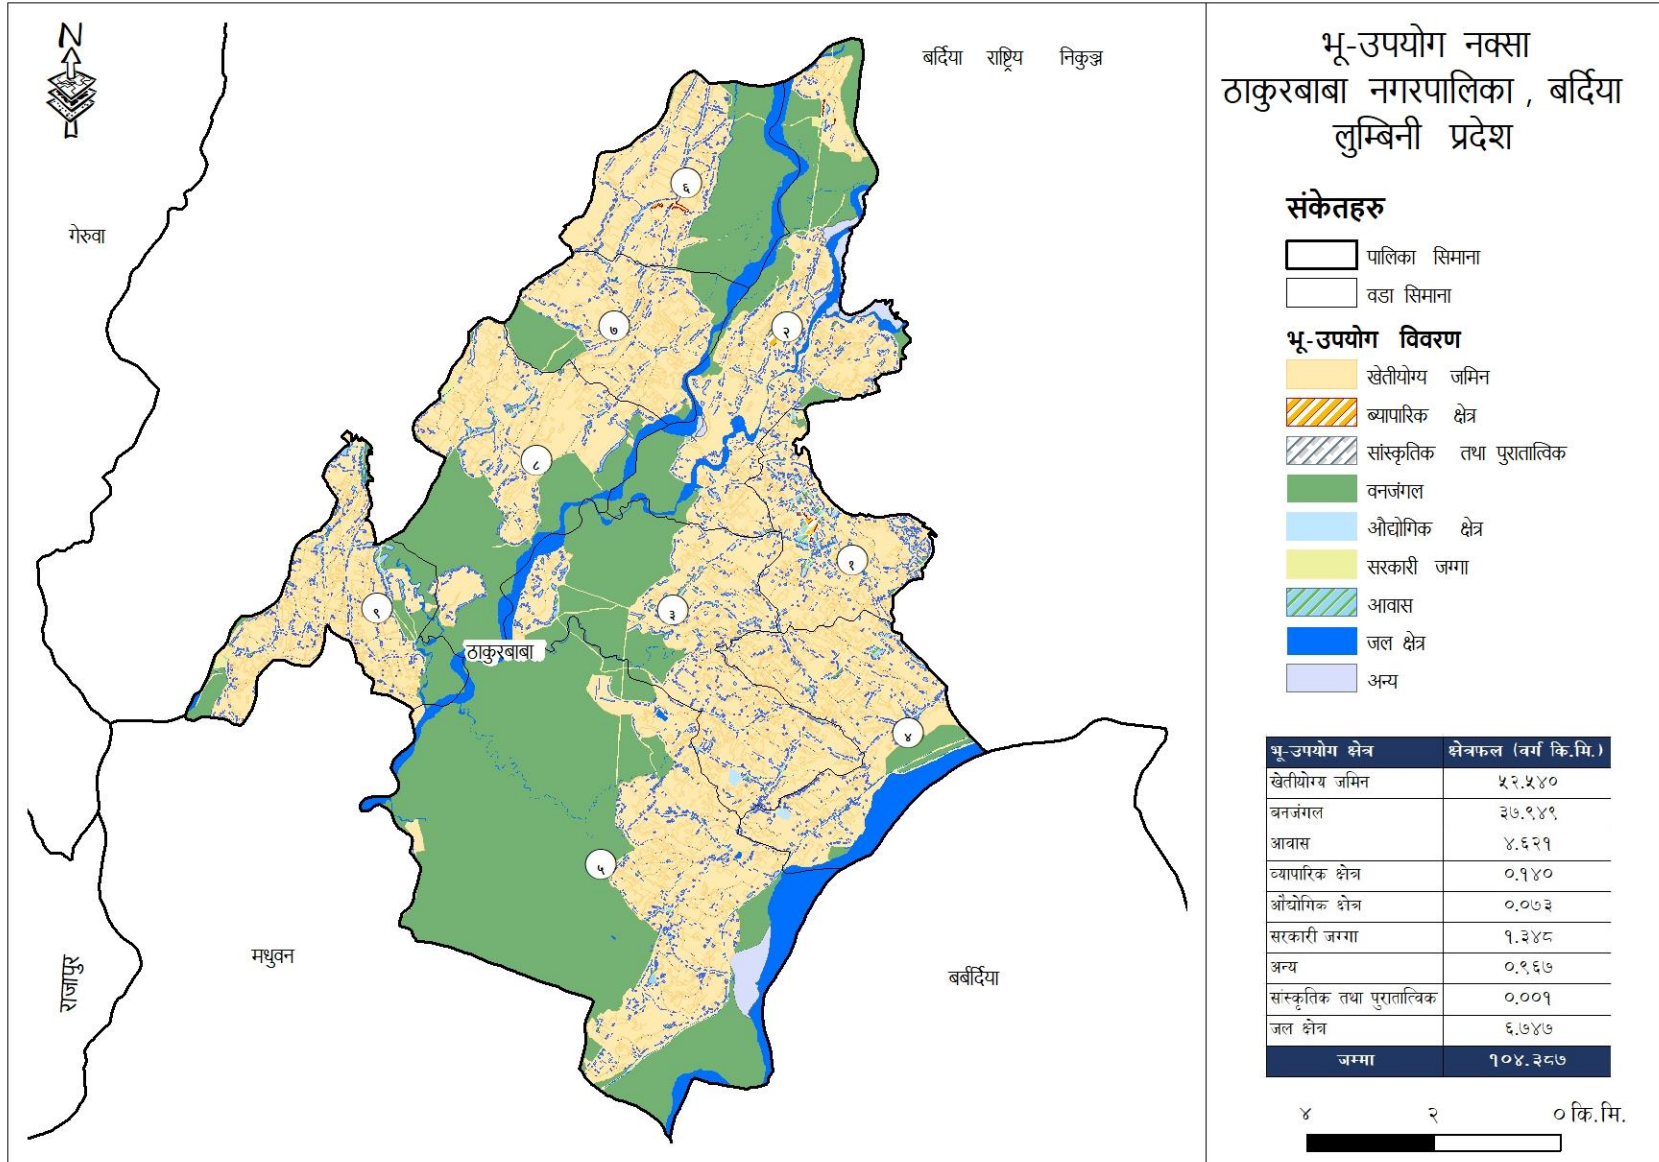 N
बर्दिया राष्ट्रिय निकुञ्ज
गेरुवा
६
७
२
८
१
९
३
ठाकुरबाबा
४
५
मधुवन
राजापुर
बर्बर्दिया
भू-उपयोग नक्सा
ठाकुरबाबा नगरपालिका , बर्दिया
लुम्बिनी प्रदेश
संकेतहरु
पालिका सिमाना
वडा सिमाना
भू-उपयोग विवरण
खेतीयोग्य जमिन
ब्यापारिक क्षेत्र
सांस्कृतिक तथा पुरातात्विक
वनजंगल
औद्योगिक क्षेत्र
सरकारी जग्गा
आवास
जल क्षेत्र
अन्य
भू-उपयोग क्षेत्र क्षेत्रफल (वर्ग कि.मि.)
खेतीयोग्य जमिन ५२.५४०
बनजंगल ३७.९४९
आवास ४.६२१
व्यापारिक क्षेत्र ०.१४०
औद्योगिक क्षेत्र ०.०७३
सरकारी जग्गा १.३४८
अन्य ०.९६७
सांस्कृतिक तथा पुरातात्विक ०.००१
जल क्षेत्र ६.७४७
जम्मा १०४.३८७
४ २ ० कि.मि.